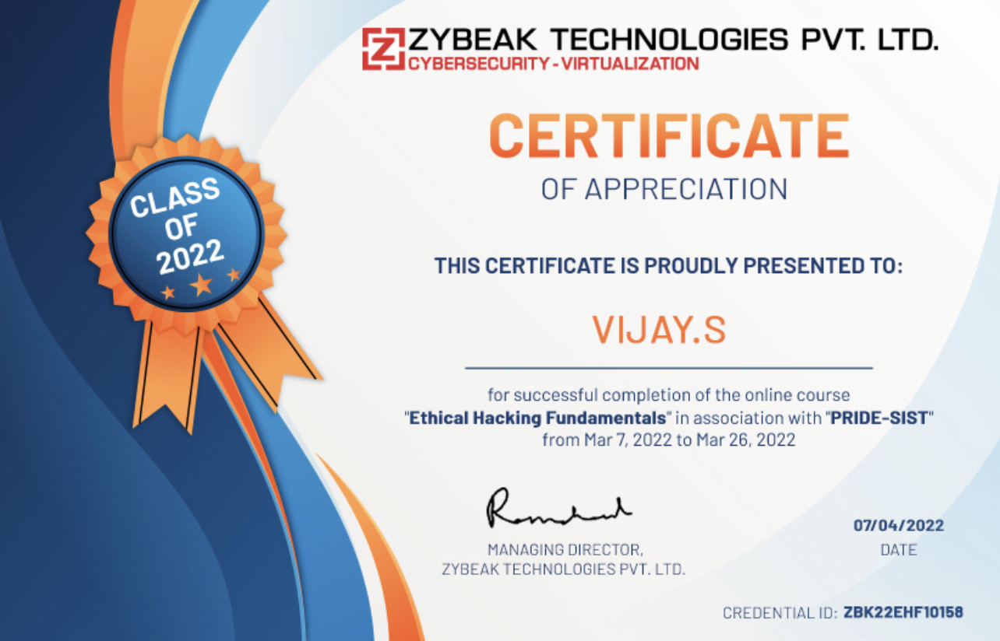 ZYBEAK TECHNOLOGIES PVT. LTD.
CYBERSECURITY - VIRTUALIZATION
CERTIFICATE
OF APPRECIATION
CLASS
OF
2022
THIS CERTIFICATE IS PROUDLY PRESENTED TO:
VIJAY.S
for successful completion of the online course
"Ethical Hacking Fundamentals" in association with "PRIDE-SIST"
from Mar 7, 2022 to Mar 26, 2022
MANAGING DIRECTOR,
ZYBEAK TECHNOLOGIES PVT. LTD.
07/04/2022
DATE
CREDENTIAL ID: ZBK22EHF10158